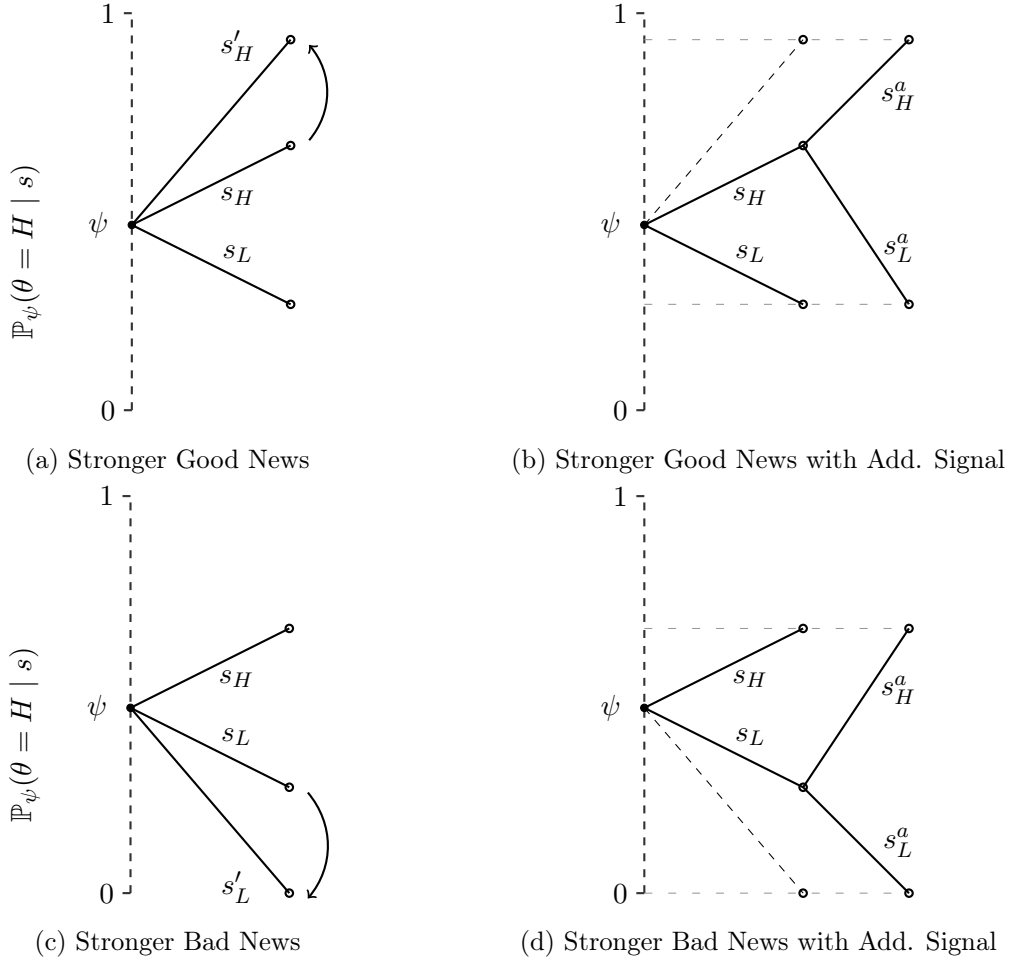 1
s′_H
s_H
ψ
s_L
0
ℙ_ψ(θ = H | s)
(a) Stronger Good News
s^a_H
s_H
ψ
s_L
s^a_L
1
0
(b) Stronger Good News with Add. Signal
1
s_H
ψ
s_L
s′_L
0
ℙ_ψ(θ = H | s)
(c) Stronger Bad News
1
s_H
s^a_H
ψ
s_L
s^a_L
0
(d) Stronger Bad News with Add. Signal